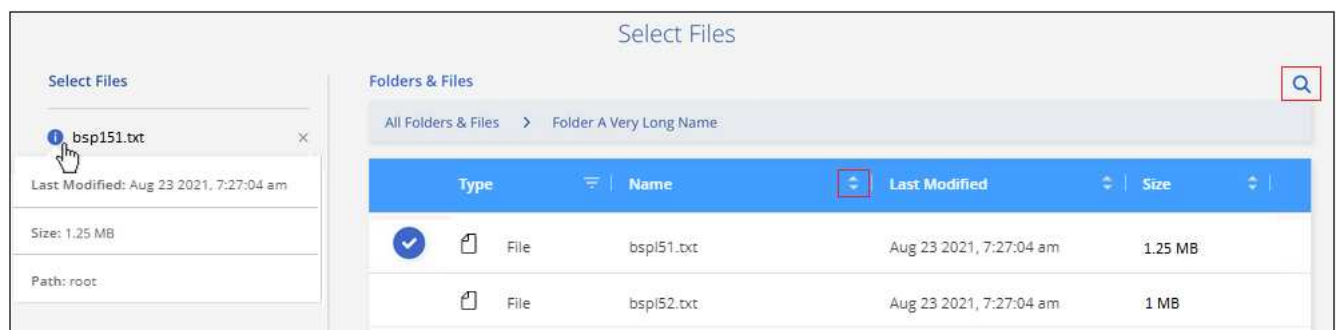 Select Files
Select Files
bsp151.txt
Last Modified: Aug 23 2021, 7:27:04 am
Size: 1.25 MB
Path: root
Folders & Files
All Folders & Files > Folder A Very Long Name
Type Name Last Modified Size
File bspl51.txt Aug 23 2021, 7:27:04 am 1.25 MB
File bspl52.txt Aug 23 2021, 7:27:04 am 1 MB